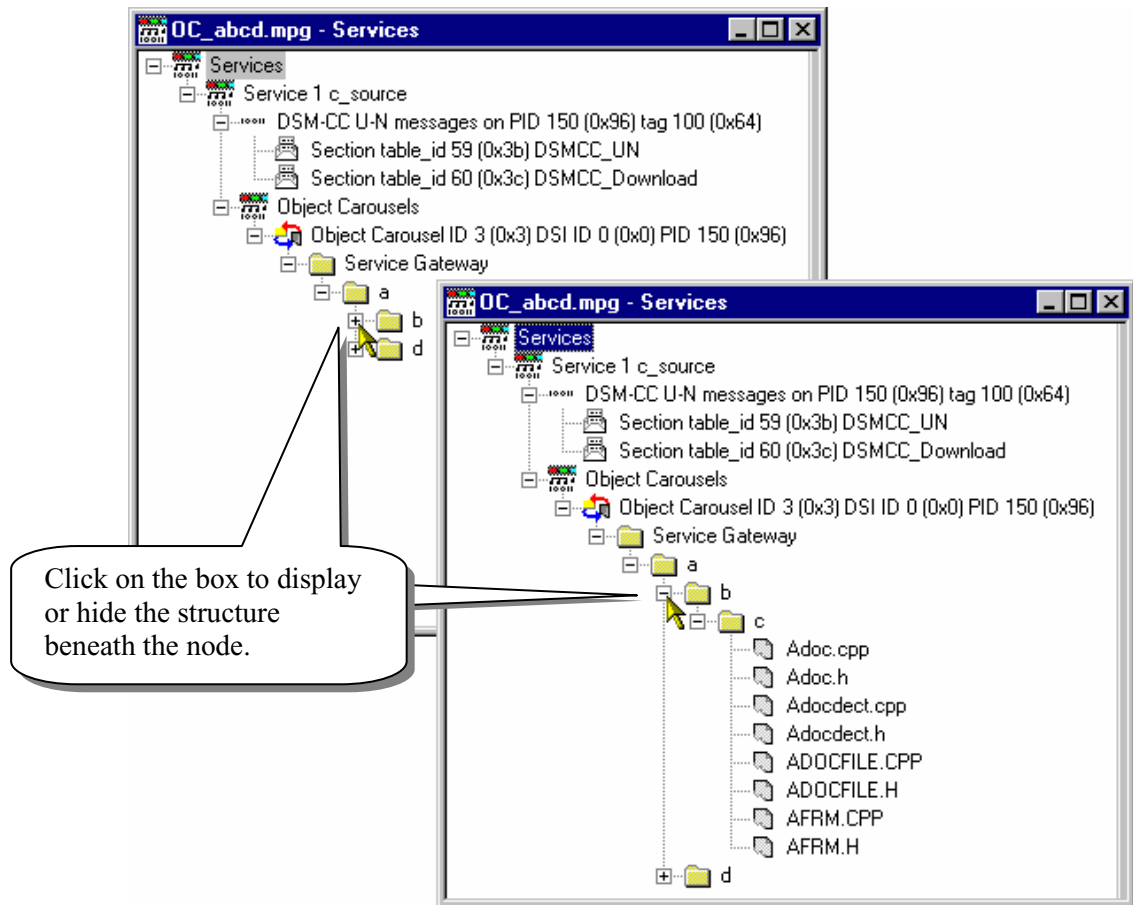 OC_abcd.mpg - Services
Services
Service 1 c_source
DSM-CC U-N messages on PID 150 (0x96) tag 100 (0x64)
Section table_id 59 (0x3b) DSMCC_UN
Section table_id 60 (0x3c) DSMCC_Download
Object Carousels
Object Carousel ID 3 (0x3) DSI ID 0 (0x0) PID 150 (0x96)
Service Gateway
a
b
d
Click on the box to display
or hide the structure
beneath the node.
OC_abcd.mpg - Services
Services
Service 1 c_source
DSM-CC U-N messages on PID 150 (0x96) tag 100 (0x64)
Section table_id 59 (0x3b) DSMCC_UN
Section table_id 60 (0x3c) DSMCC_Download
Object Carousels
Object Carousel ID 3 (0x3) DSI ID 0 (0x0) PID 150 (0x96)
Service Gateway
a
b
c
Adoc.cpp
Adoc.h
Adocdect.cpp
Adocdect.h
ADOCFILE.CPP
ADOCFILE.H
AFRM.CPP
AFRM.H
d